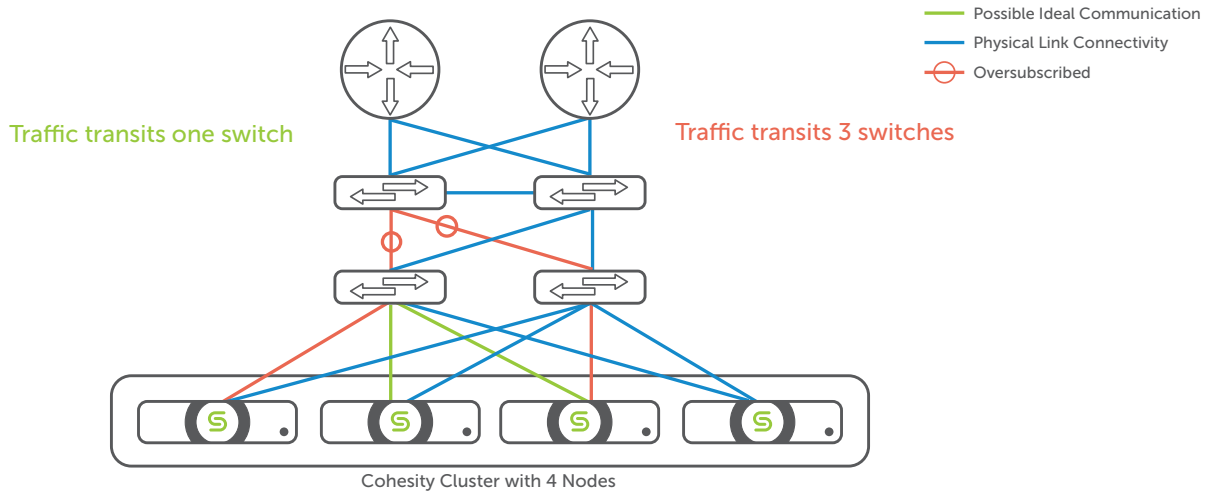 Possible Ideal Communication
Physical Link Connectivity
Oversubscribed
Traffic transits one switch
Traffic transits 3 switches
Cohesity Cluster with 4 Nodes